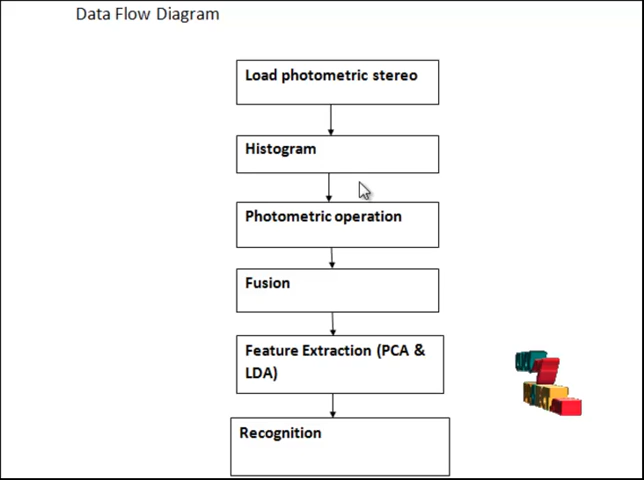 Data Flow Diagram
Load photometric stereo
Histogram
Photometric operation
Fusion
Feature Extraction (PCA &
LDA)
Recognition